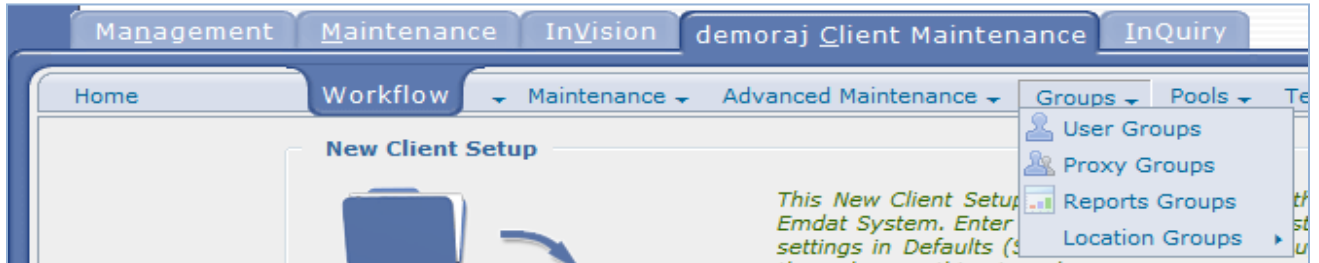 Management Maintenance InVision demoraj Client Maintenance InQuiry
Home Workflow Maintenance Advanced Maintenance Groups Pools
User Groups
New Client Setup
Proxy Groups
This New Client Setup
Reports Groups
Emdat System. Enter
settings in Defaults
Location Groups